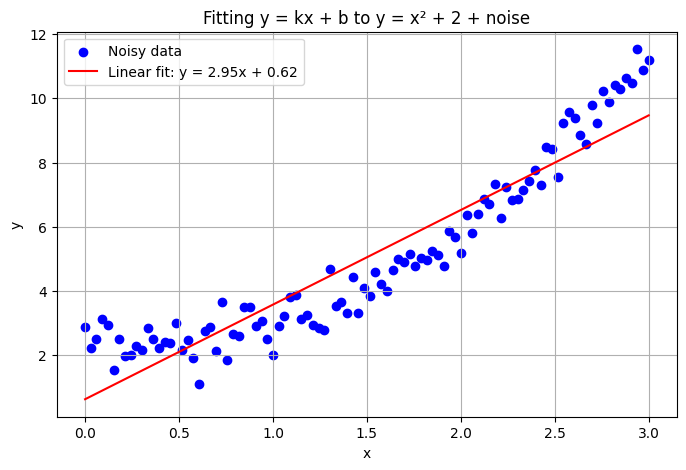 Fitting y = kx + b to y = x² + 2 + noise
Noisy data
Linear fit: y = 2.95x + 0.62
12
10
8
6
4
2
y
0.0 0.5 1.0 1.5 2.0 2.5 3.0
x